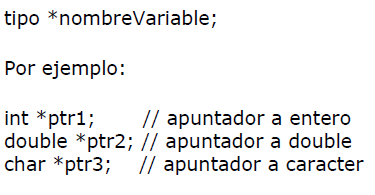 tipo *nombreVariable;
Por ejemplo:
int *ptr1; // apuntador a entero
double *ptr2; // apuntador a double
char *ptr3; // apuntador a caracter